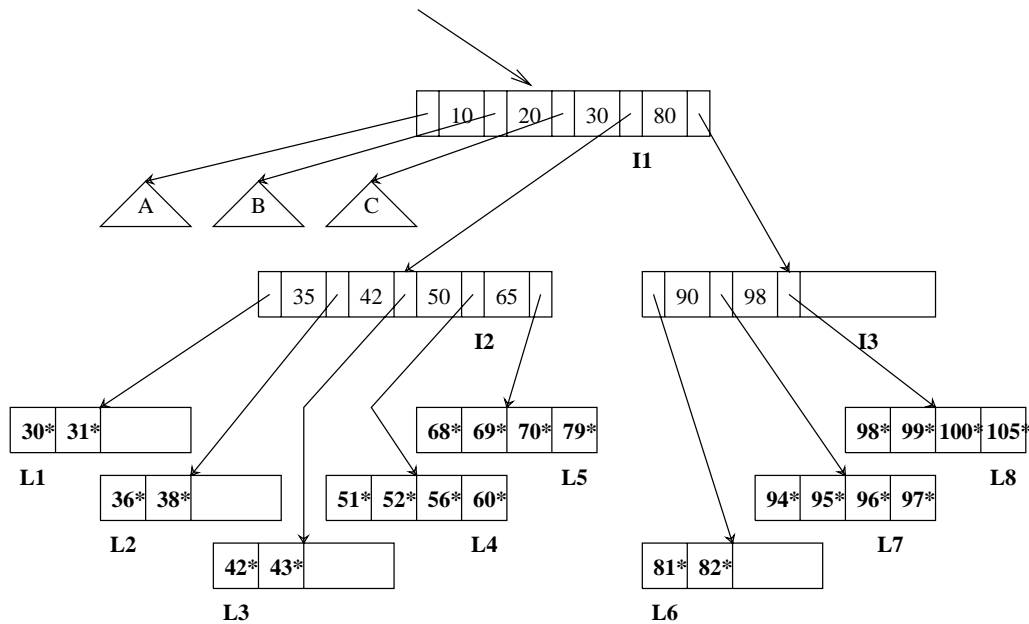 10 20 30 80
I1
A B C
35 42 50 65
I2
90 98
I3
30* 31*
L1
68* 69* 70* 79*
L5
98* 99* 100* 105*
L8
36* 38*
L2
51* 52* 56* 60*
L4
94* 95* 96* 97*
L7
42* 43*
L3
81* 82*
L6